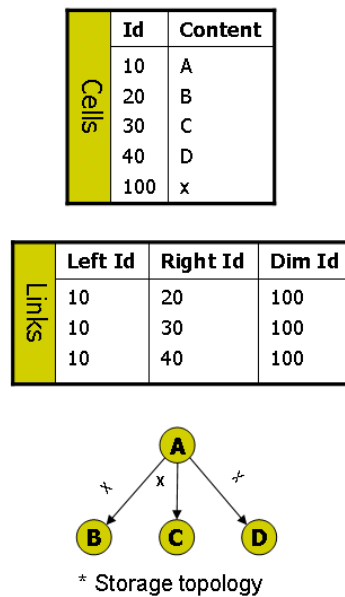 Cells
Id Content
10 A
20 B
30 C
40 D
100 x
Links
Left Id Right Id Dim Id
10 20 100
10 30 100
10 40 100
A
x x x
B C D
* Storage topology